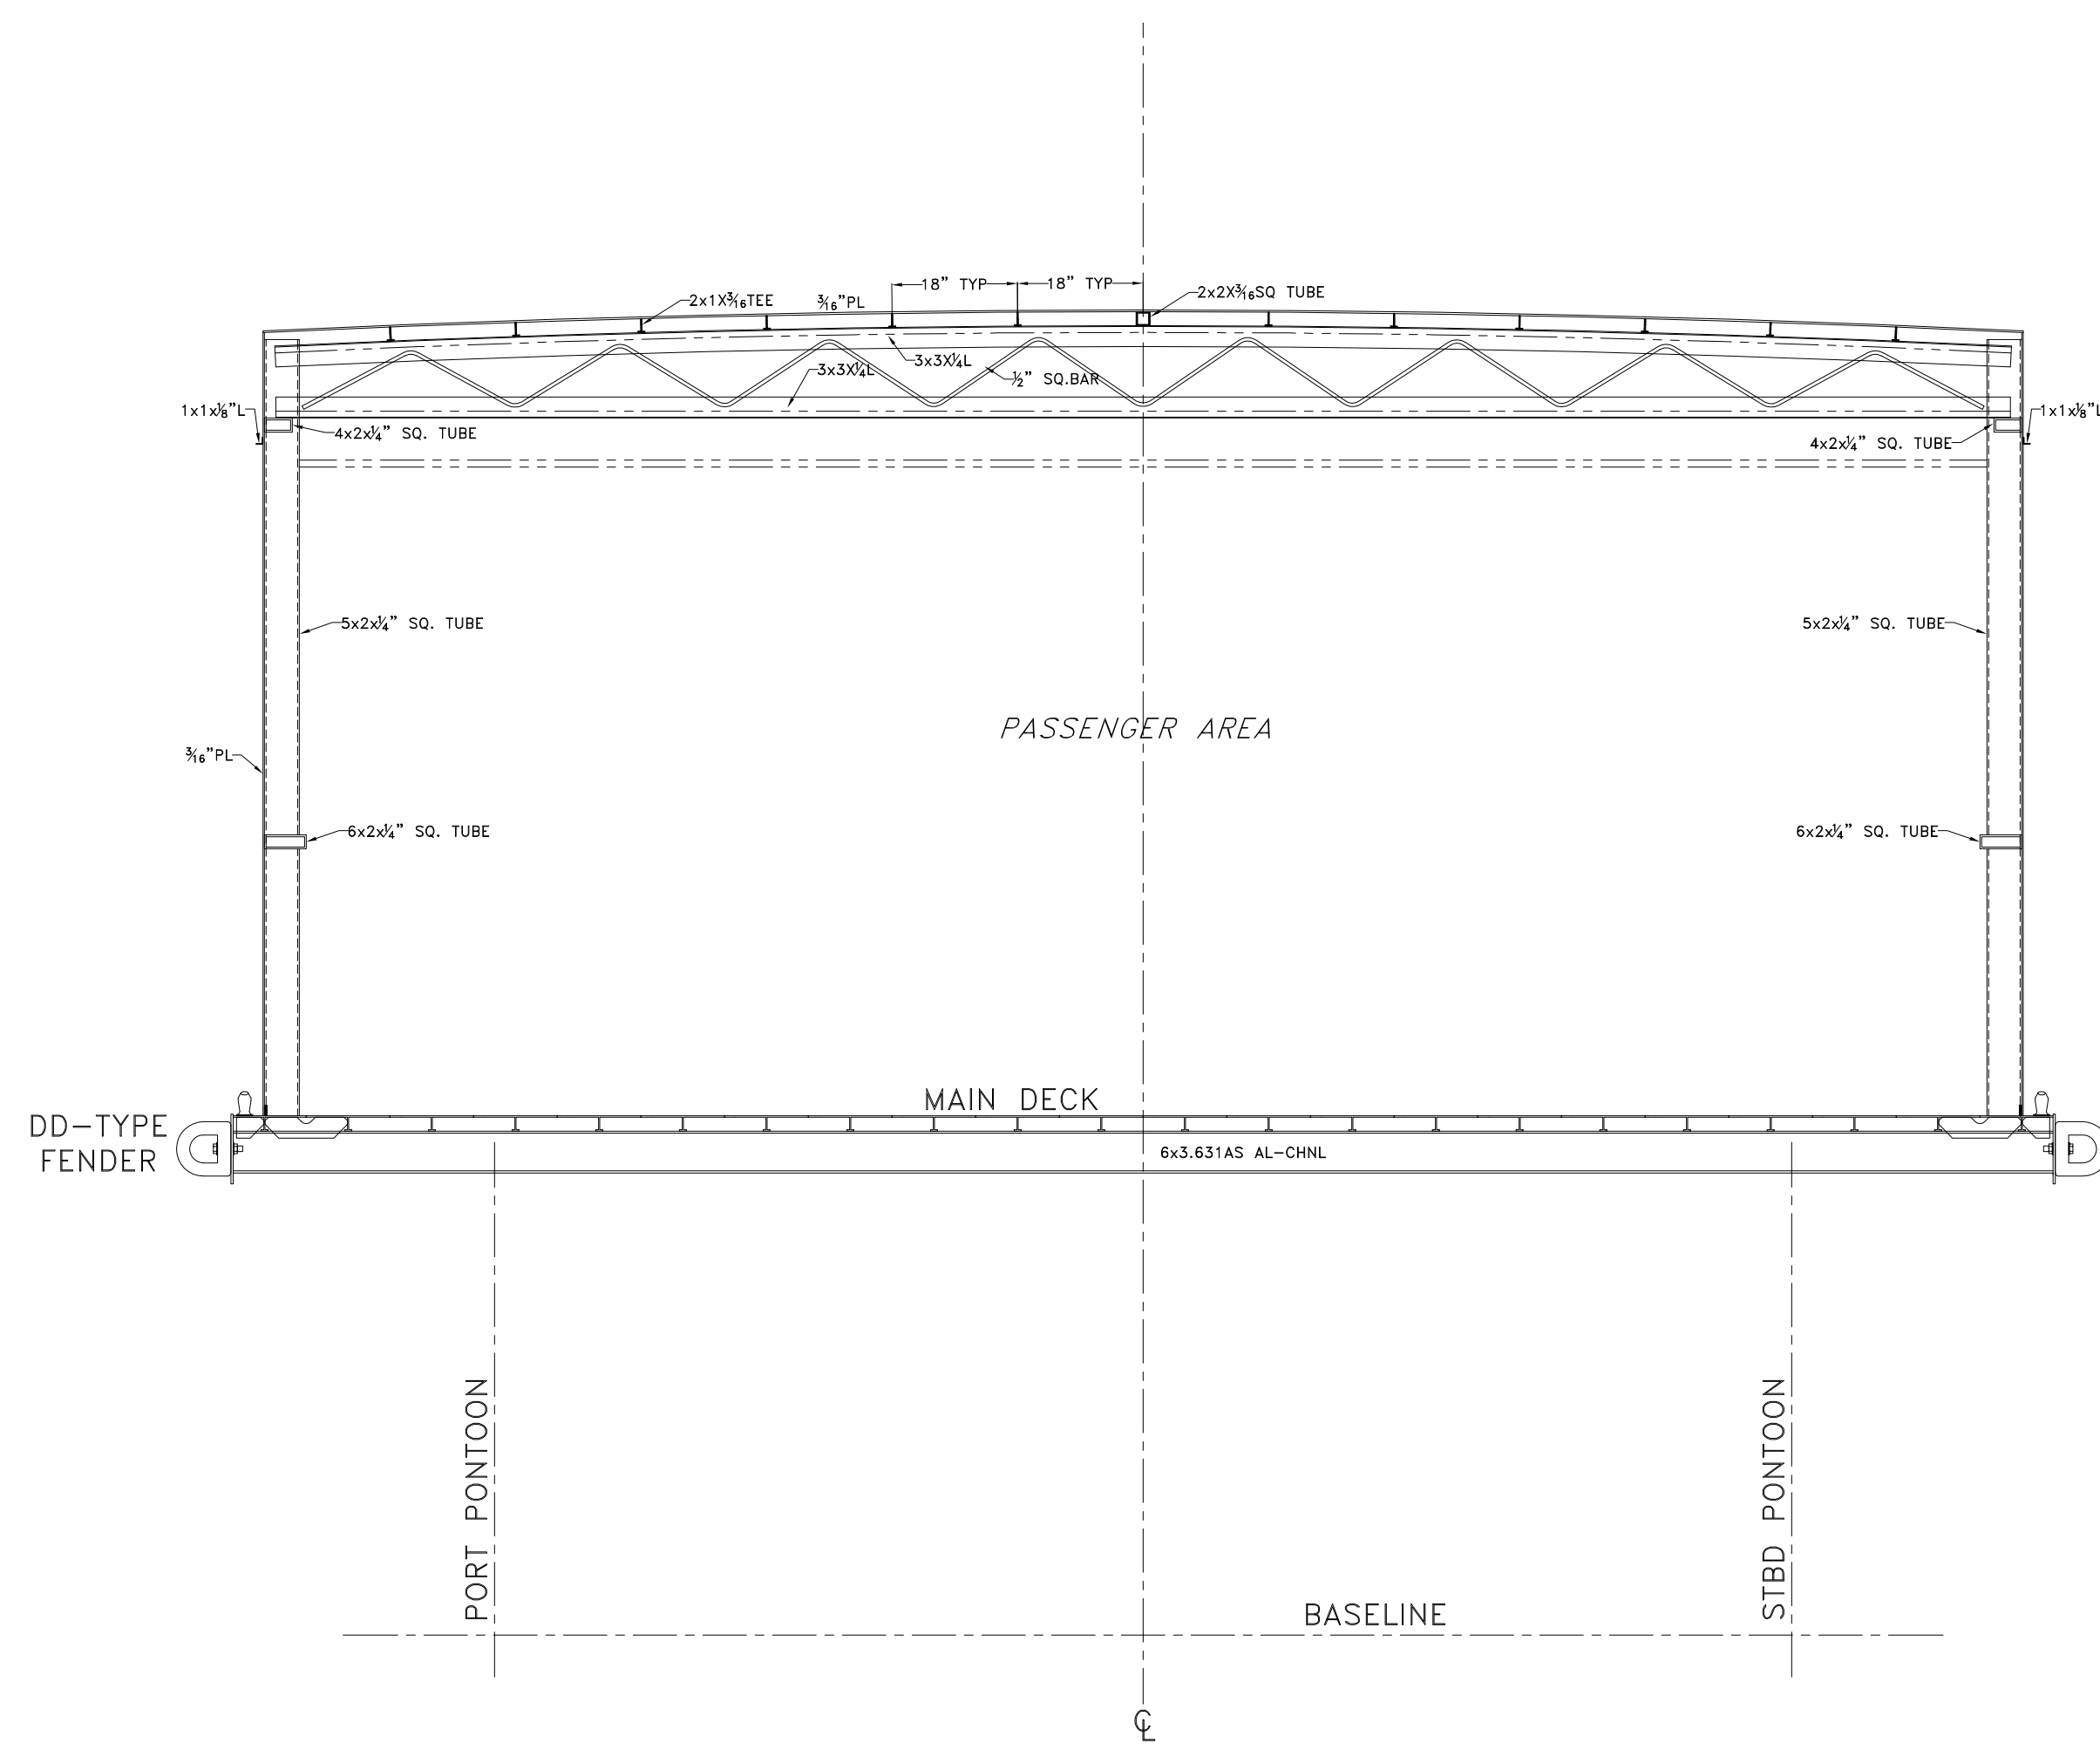 18” TYP 18” TYP
2x1X3⁄16TEE 3⁄16”PL 2x2X3⁄16SQ TUBE
3x3X1⁄4L
3x3X1⁄4L
1⁄2” SQ.BAR
1x1x1⁄8”L 1x1x1⁄8”L
4x2x1⁄4” SQ. TUBE 4x2x1⁄4” SQ. TUBE
5x2x1⁄4” SQ. TUBE 5x2x1⁄4” SQ. TUBE
PASSENGER AREA
3⁄16”PL
6x2x1⁄4” SQ. TUBE 6x2x1⁄4” SQ. TUBE
MAIN DECK
DD-TYPE
FENDER
6x3.631AS AL-CHNL
PORT PONTOON
STBD PONTOON
BASELINE
℄